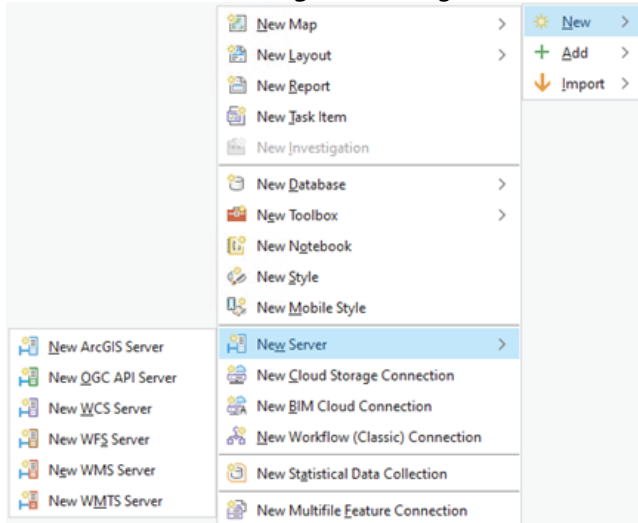 New Map
New Layout
New Report
New Task Item
New Investigation
New Database
New Toolbox
New Notebook
New Style
New Mobile Style
New Server
New Cloud Storage Connection
New BIM Cloud Connection
New Workflow (Classic) Connection
New Statistical Data Collection
New Multifile Feature Connection
New
Add
Import
New ArcGIS Server
New OGC API Server
New WCS Server
New WFS Server
New WMS Server
New WMTS Server